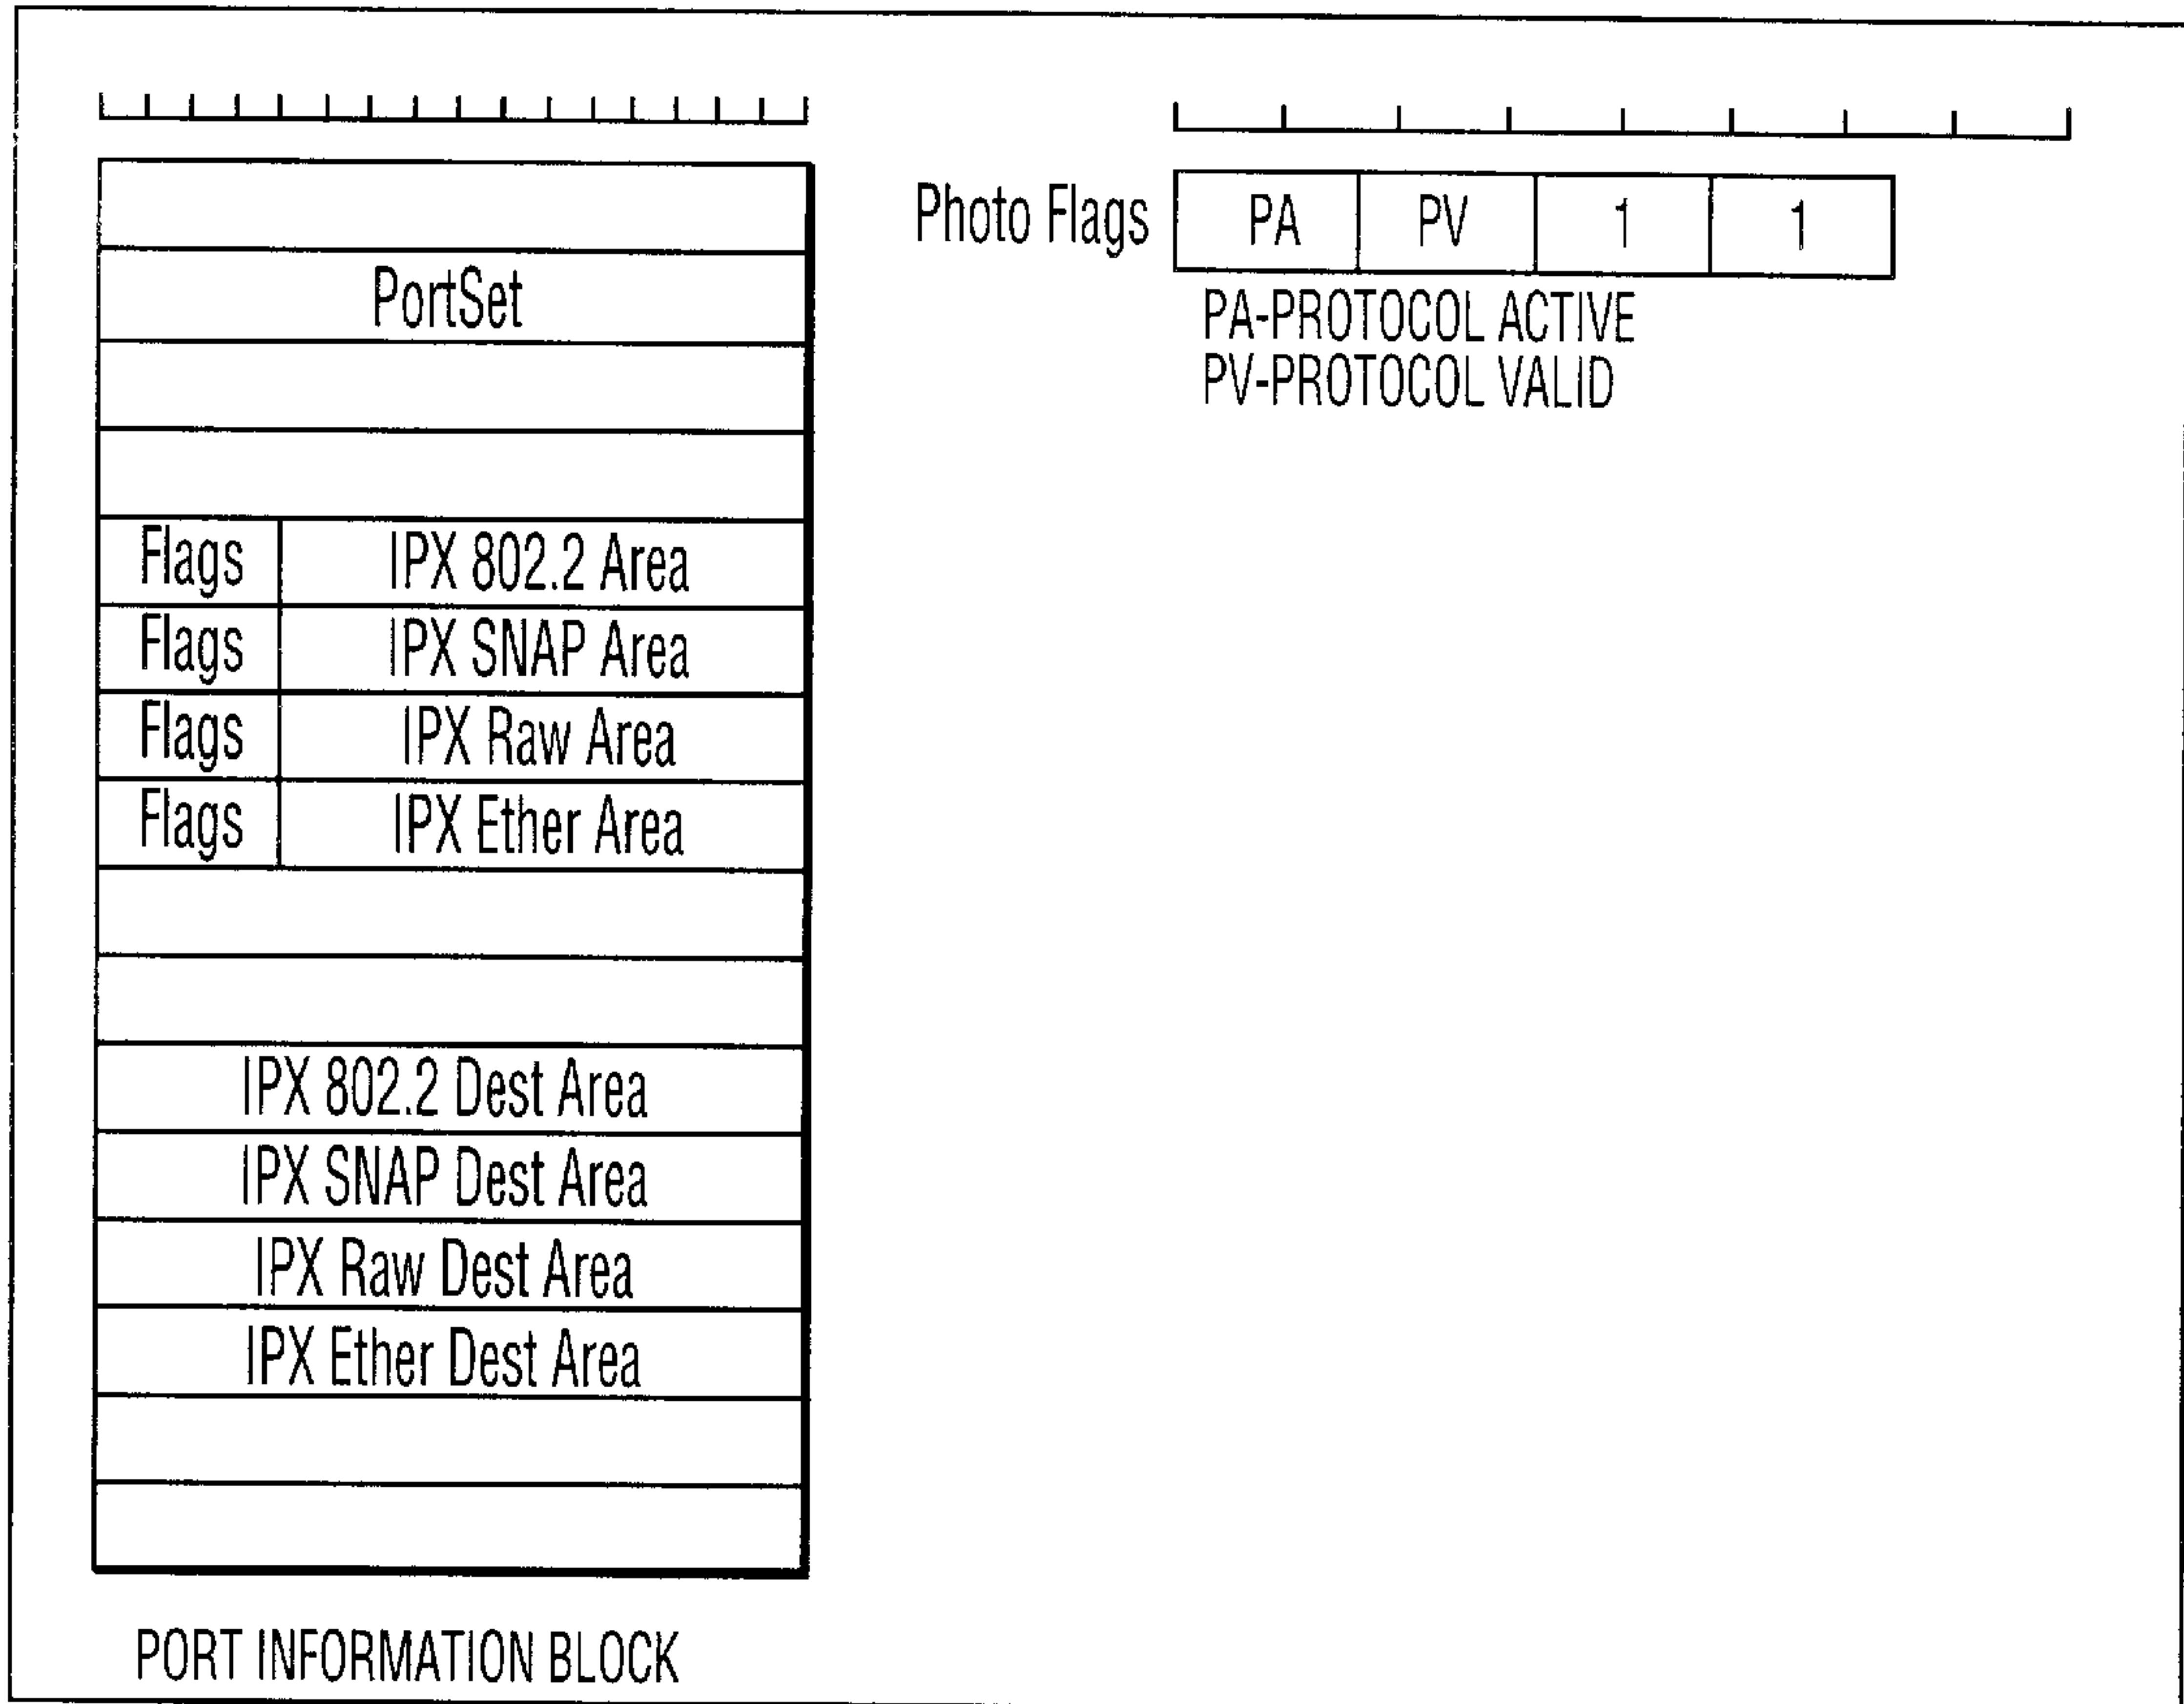 PortSet
Flags IPX 802.2 Area
Flags IPX SNAP Area
Flags IPX Raw Area
Flags IPX Ether Area
IPX 802.2 Dest Area
IPX SNAP Dest Area
IPX Raw Dest Area
IPX Ether Dest Area
PORT INFORMATION BLOCK
Photo Flags PA PV 1 1
PA-PROTOCOL ACTIVE
PV-PROTOCOL VALID